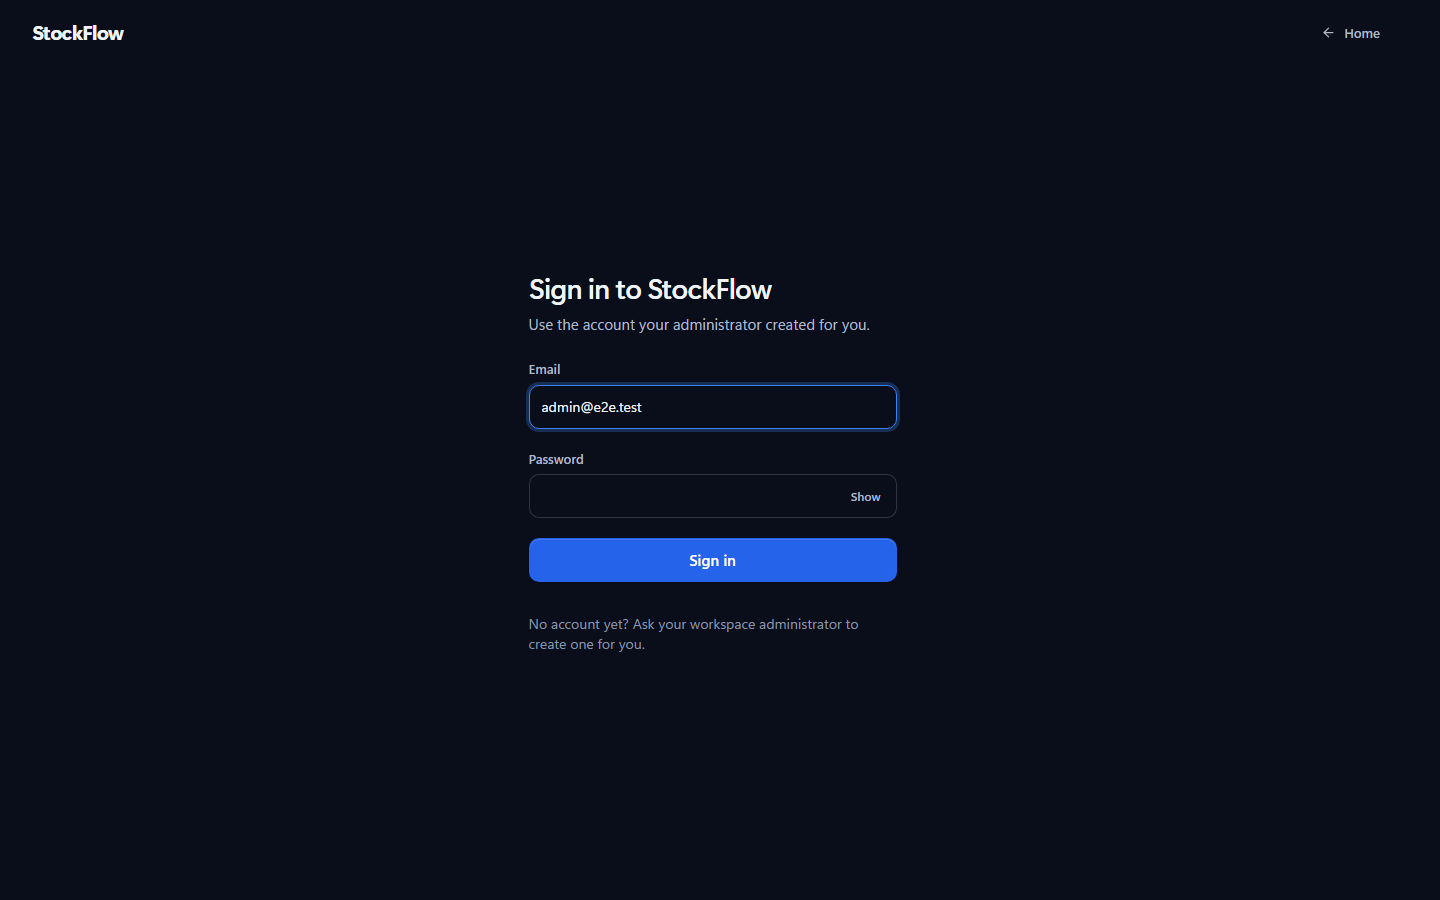 StockFlow
← Home
Sign in to StockFlow
Use the account your administrator created for you.
Email
admin@e2e.test
Password
Show
Sign in
No account yet? Ask your workspace administrator to
create one for you.